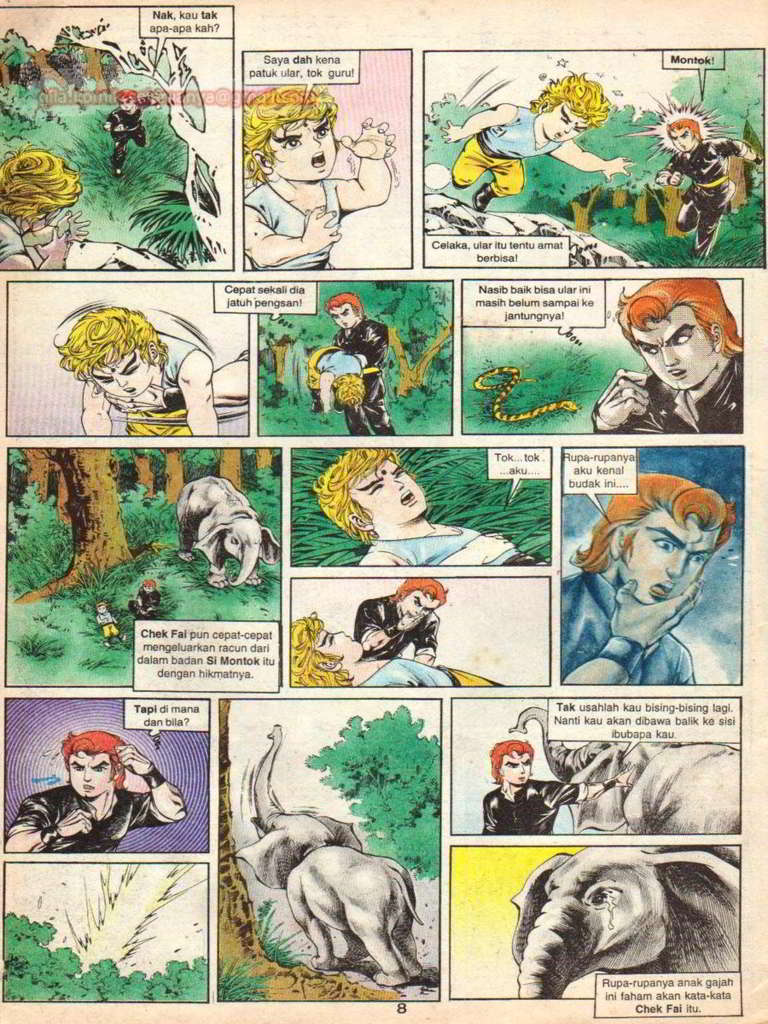 Nak, kau tak
apa-apa kah?
Saya dah kena
patuk ular, tok guru!
Montok!
Celaka, ular itu tentu amat
berbisa!
Cepat sekali dia
jatuh pengsan!
Nasib baik bisa ular ini
masih belum sampai ke
jantungnya!
Chek Fai pun cepat-cepat
mengeluarkan racun dari
dalam badan Si Montok itu
dengan hikmatnya.
Tok...tok .
...aku....
Rupa-rupanya
aku kenal
budak ini....
Tapi di mana
dan bila?
Tak usahlah kau bising-bising lagi.
Nanti kau akan dibawa balik ke sisi
ibubapa kau.
Rupa-rupanya anak gajah
ini faham akan kata-kata
Chek Fai itu.
8